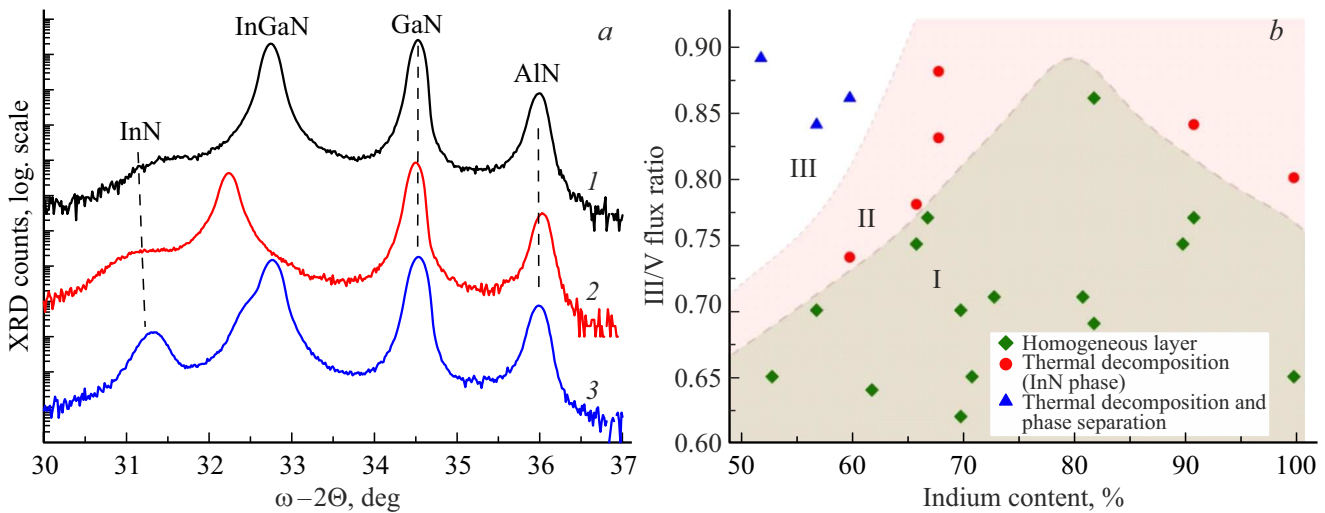 a
InN
InGaN
GaN
AlN
1
2
3
XRD counts, log. scale
30 31 32 33 34 35 36 37
ω – 2Θ, deg
b
III/V flux ratio
0.90
0.85
0.80
0.75
0.70
0.65
0.60
III
II
I
Homogeneous layer
Thermal decomposition
(InN phase)
Thermal decomposition and
phase separation
50 60 70 80 90 100
Indium content, %